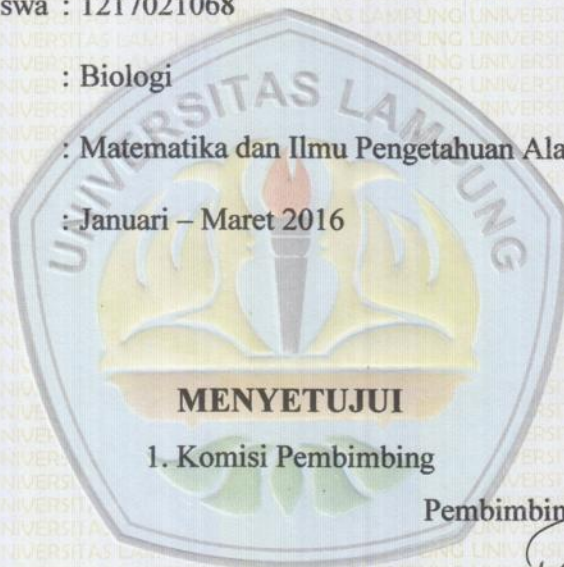 swa : 1217021068
: Biologi
: Matematika dan Ilmu Pengetahuan Ala
: Januari – Maret 2016
UNIVERSITAS LAMPUNG
MENYETUJUI
1. Komisi Pembimbing
Pembimbin